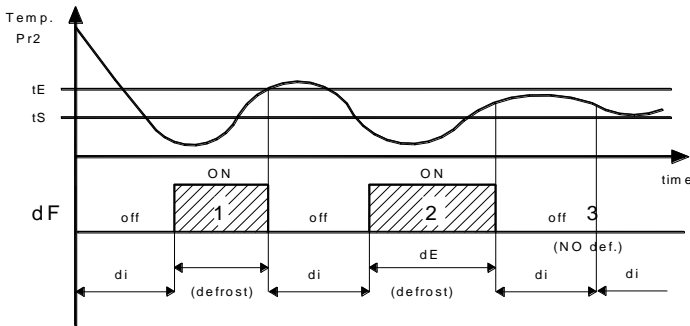 Temp.
Pr2
tE
tS
ON ON
time
dF off 1 off 2 off 3
(NO def.)
dE
di di di di
(defrost) (defrost)